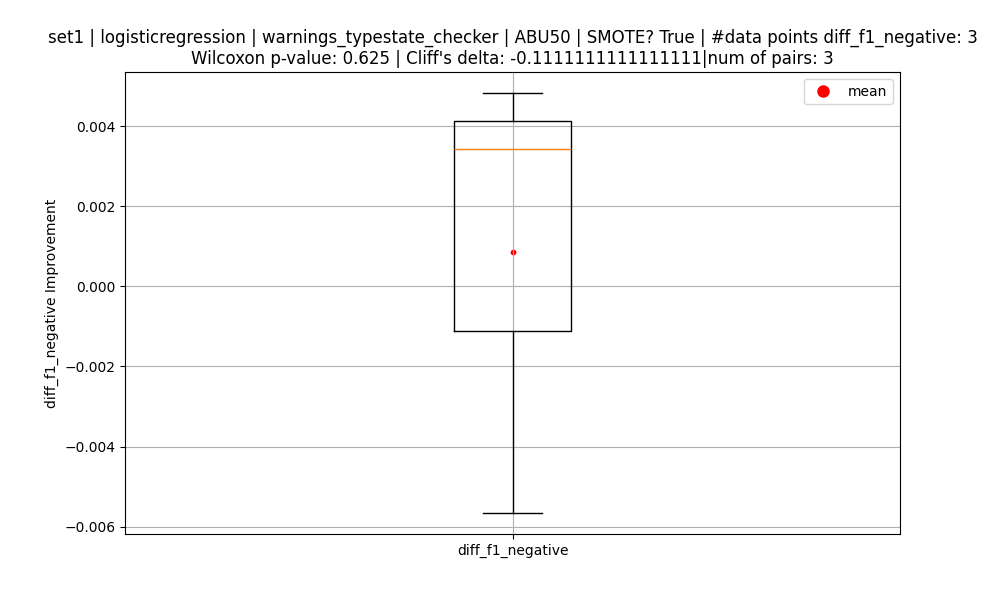 set1 | logisticregression | warnings_typestate_checker | ABU50 | SMOTE? True | #data points diff_f1_negative: 3
Wilcoxon p-value: 0.625 | Cliff's delta: -0.1111111111111111|num of pairs: 3
mean
0.004
0.002
0.000
−0.002
−0.004
−0.006
diff_f1_negative Improvement
diff_f1_negative